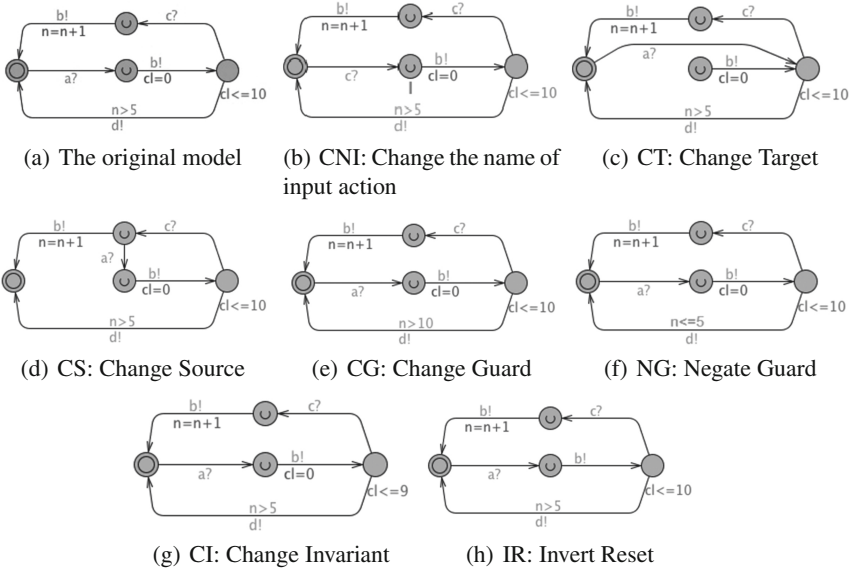 b!
c?
n=n+1
a?
b!
cl=0
cl<=10
n>5
d!
(a) The original model
b!
c?
n=n+1
c?
b!
cl=0
I
cl<=10
n>5
d!
(b) CNI: Change the name of
input action
b!
c?
n=n+1
a?
b!
cl=0
cl<=10
n>5
d!
(c) CT: Change Target
b!
c?
n=n+1
a?
b!
cl=0
cl<=10
n>5
d!
(d) CS: Change Source
b!
c?
n=n+1
a?
b!
cl=0
cl<=10
n>10
d!
(e) CG: Change Guard
b!
c?
n=n+1
a?
b!
cl=0
cl<=10
n<=5
d!
(f) NG: Negate Guard
b!
c?
n=n+1
a?
b!
cl=0
cl<=9
n>5
d!
(g) CI: Change Invariant
b!
c?
n=n+1
a?
b!
cl<=10
n>5
d!
(h) IR: Invert Reset